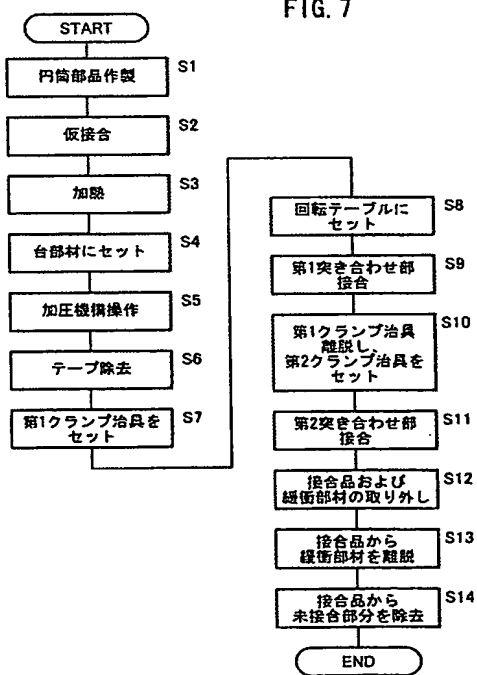 FIG. 7
START
円筒部品作製
S1
仮接合
S2
加熱
S3
台部材にセット
S4
加圧機構操作
S5
テープ除去
S6
第1クランプ治具を
セット
S7
回転テーブルに
セット
S8
第1突き合わせ部
接合
S9
第1クランプ治具
離脱し、
第2クランプ治具を
セット
S10
第2突き合わせ部
接合
S11
接合品および
緩衝部材の取り外し
S12
接合品から
緩衝部材を離脱
S13
接合品から
未接合部分を除去
S14
END